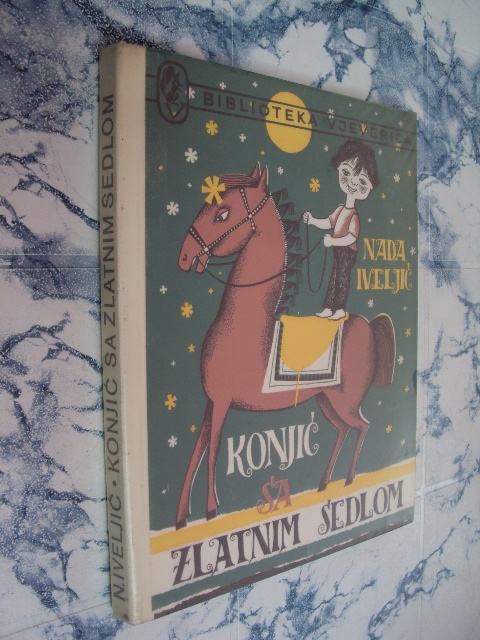 N. IVELJIĆ • KONJIĆ SA ZLATNIM SEDLOM
BIBLIOTEKA VJEVERICA
NADA
IVELJIĆ
KONJIĆ
SA
ZLATNIM SEDLOM